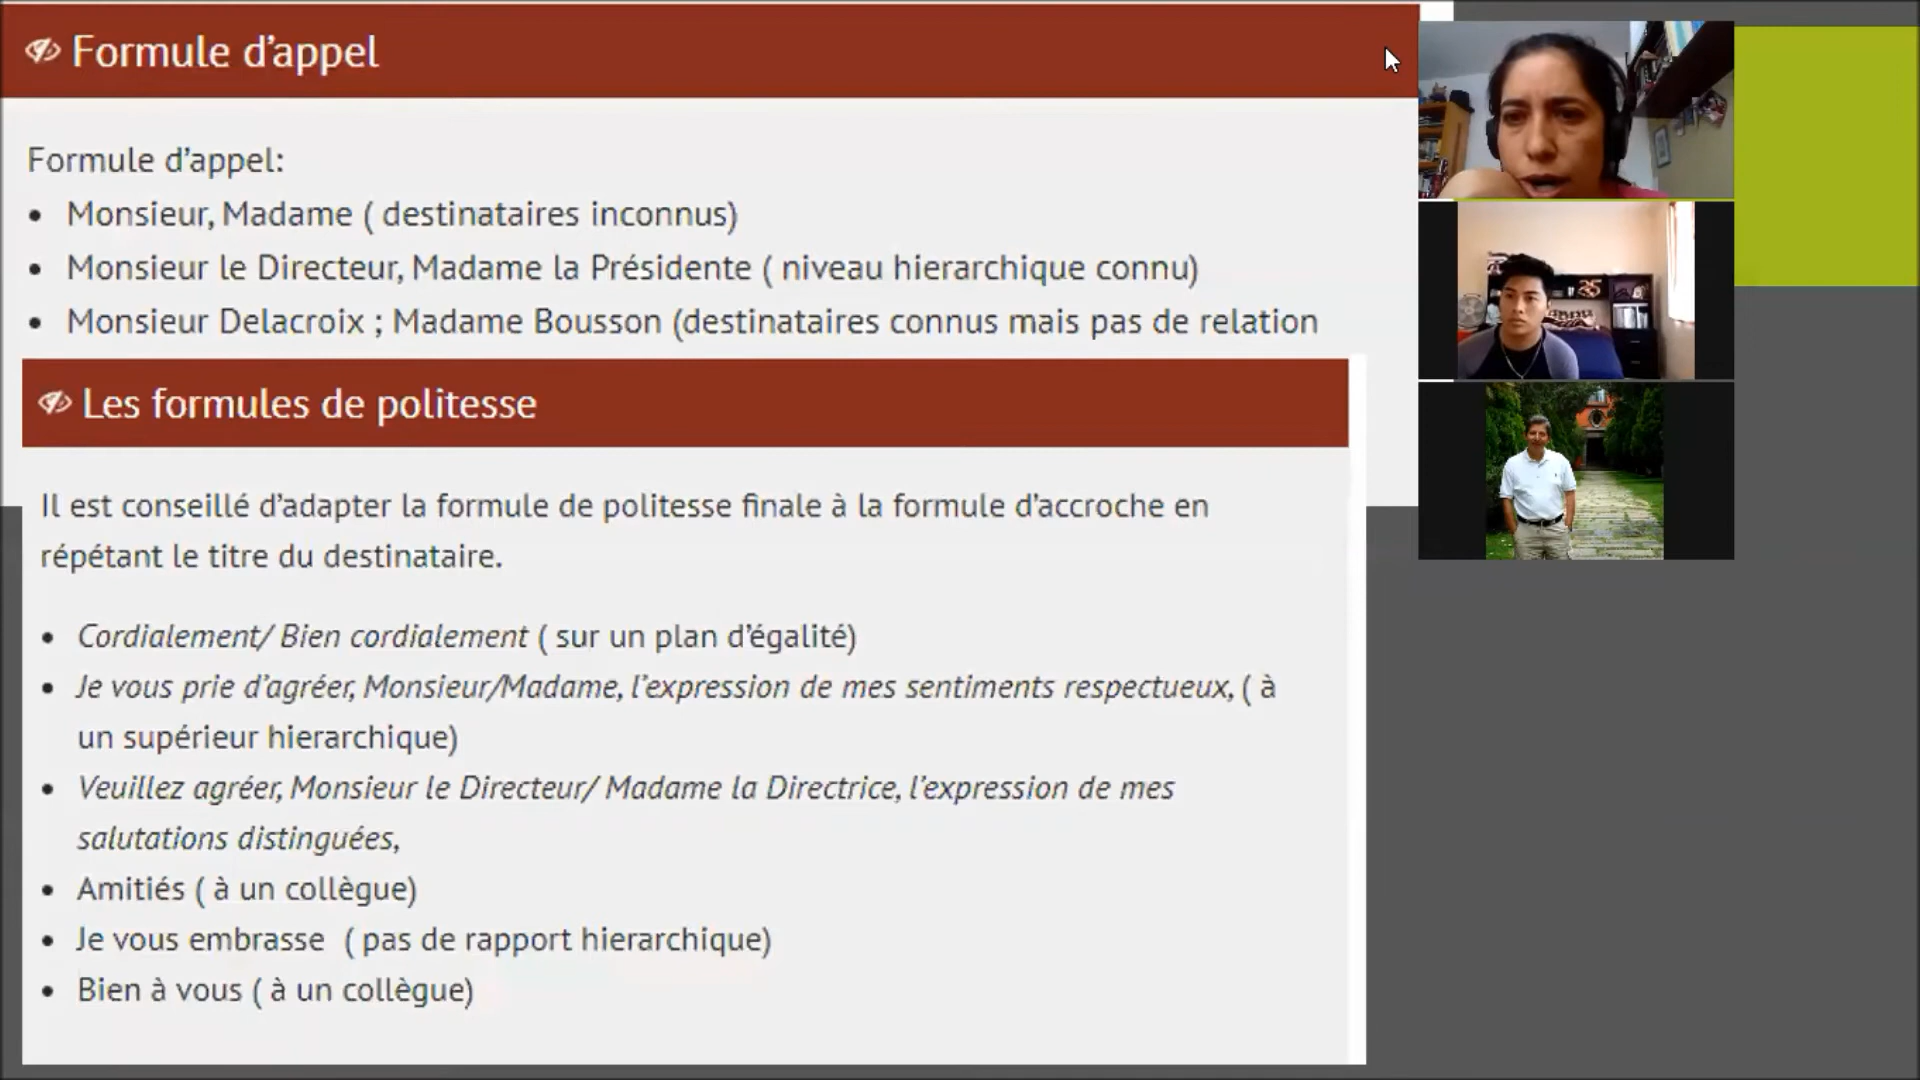 Formule d’appel
Formule d’appel:
• Monsieur, Madame ( destinataires inconnus)
• Monsieur le Directeur, Madame la Présidente ( niveau hierarchique connu)
• Monsieur Delacroix ; Madame Bousson (destinataires connus mais pas de relation
Les formules de politesse
Il est conseillé d’adapter la formule de politesse finale à la formule d’accroche en
répétant le titre du destinataire.
• Cordialement/ Bien cordialement ( sur un plan d’égalité)
• Je vous prie d’agréer, Monsieur/Madame, l’expression de mes sentiments respectueux, ( à
un supérieur hierarchique)
• Veuillez agréer, Monsieur le Directeur/ Madame la Directrice, l’expression de mes
salutations distinguées,
• Amitiés ( à un collègue)
• Je vous embrasse ( pas de rapport hierarchique)
• Bien à vous ( à un collègue)